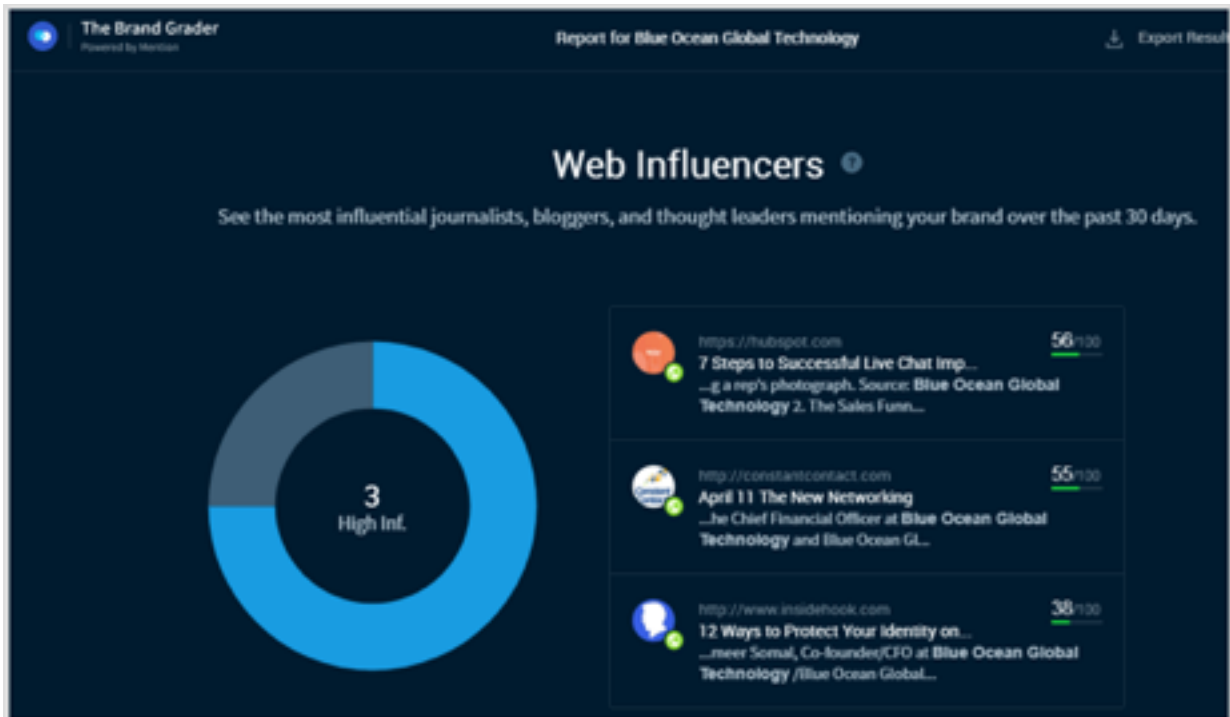 The Brand Grader
Powered by Mention
Report for Blue Ocean Global Technology
Export Resul
Web Influencers ?
See the most influential journalists, bloggers, and thought leaders mentioning your brand over the past 30 days.
3
High Inf.
https://hubspot.com
56/100
7 Steps to Successful Live Chat Imp...
...g a rep's photograph. Source: Blue Ocean Global
Technology 2. The Sales Funn...
http://constantcontact.com
55/100
April 11 The New Networking
...he Chief Financial Officer at Blue Ocean Global
Technology and Blue Ocean Gl...
http://www.insidehook.com
38/100
12 Ways to Protect Your Identity on...
...meer Somal, Co-founder/CFO at Blue Ocean Global
Technology /Blue Ocean Global...